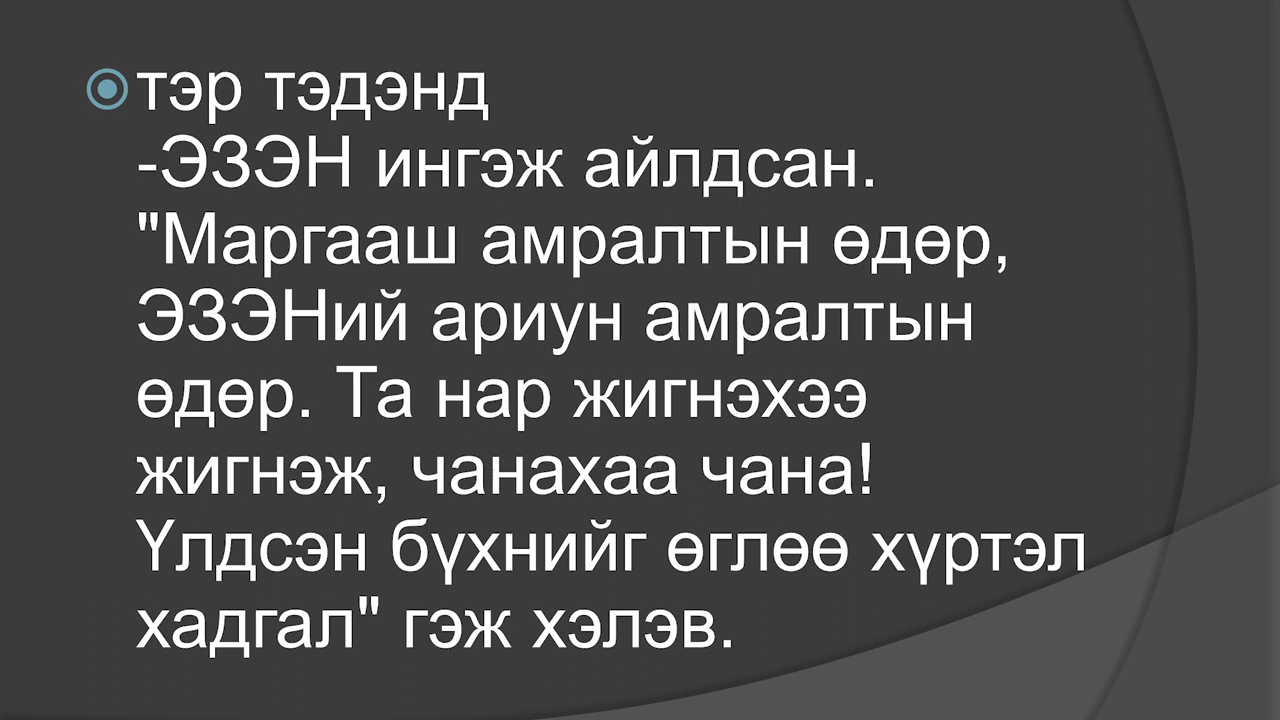 тэр тэдэнд
-ЭЗЭН ингэж айлдсан.
"Маргааш амралтын өдөр,
ЭЗЭНий ариун амралтын
өдөр. Та нар жигнэхээ
жигнэж, чанахаа чана!
Үлдсэн бүхнийг өглөө хүртэл
хадгал" гэж хэлэв.